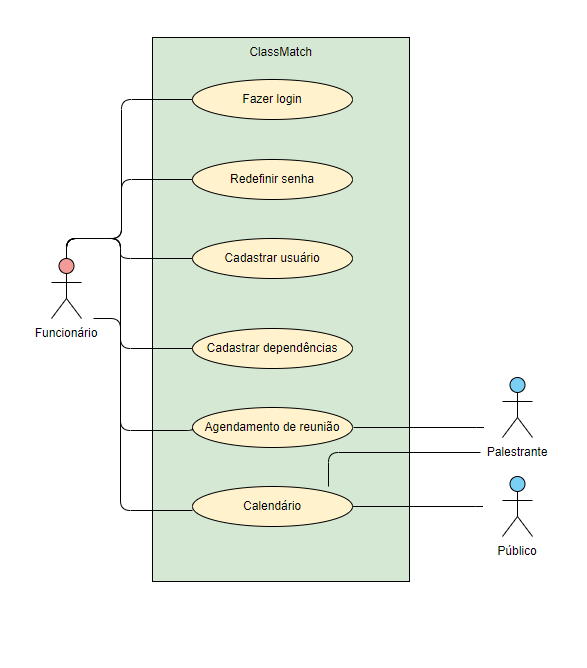 ClassMatch
Fazer login
Redefinir senha
Cadastrar usuário
Funcionário
Cadastrar dependências
Agendamento de reunião
Palestrante
Calendário
Público